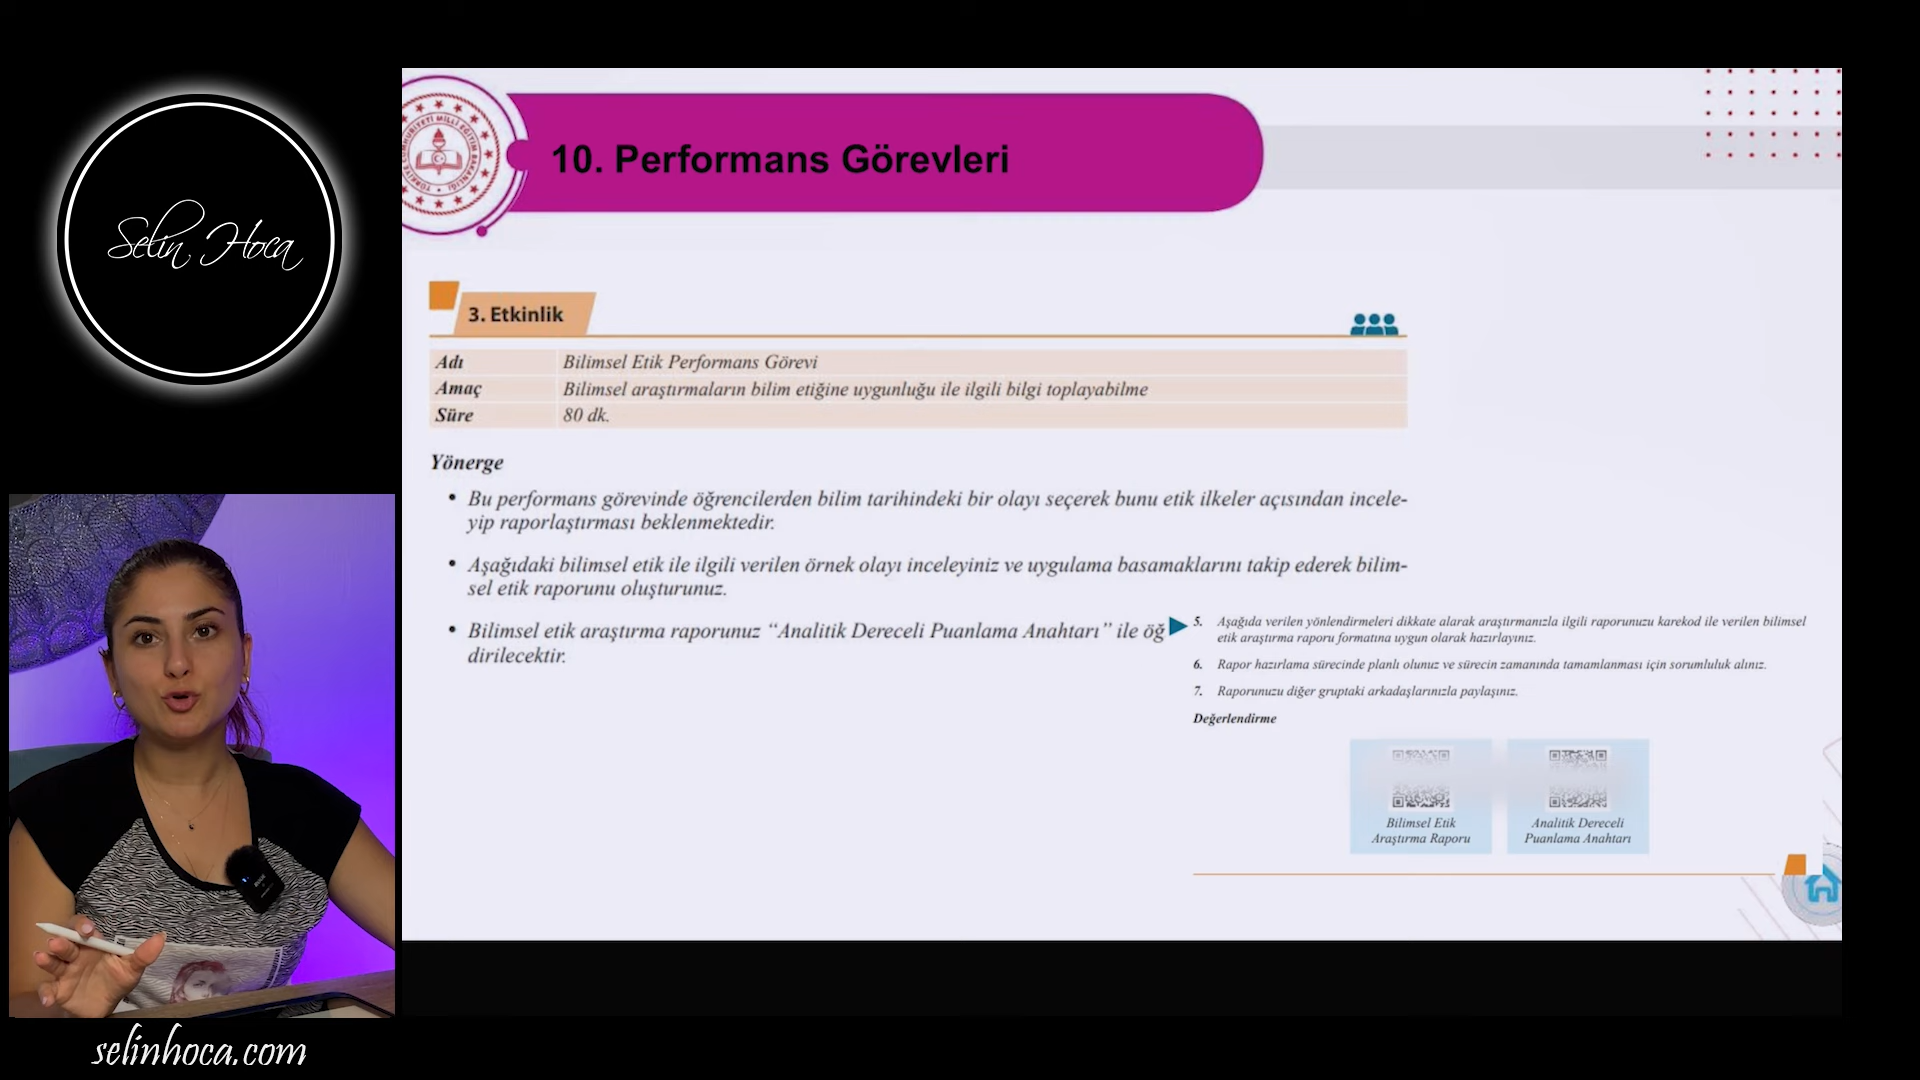 Selin Hoca
10. Performans Görevleri
3. Etkinlik
Adı Bilimsel Etik Performans Görevi
Amaç Bilimsel araştırmaların bilim etiğine uygunluğu ile ilgili bilgi toplayabilme
Süre 80 dk.
Yönerge
• Bu performans görevinde öğrencilerden bilim tarihindeki bir olayı seçerek bunu etik ilkeler açısından incele-
yip raporlaştırması beklenmektedir.
• Aşağıdaki bilimsel etik ile ilgili verilen örnek olayı inceleyiniz ve uygulama basamaklarını takip ederek bilim-
sel etik raporunu oluşturunuz.
• Bilimsel etik araştırma raporunuz “Analitik Dereceli Puanlama Anahtarı” ile öğ
dirilecektir.
5. Aşağıda verilen yönlendirmeleri dikkate alarak araştırmanızla ilgili raporunuzu karekod ile verilen bilimsel
etik araştırma raporu formatına uygun olarak hazırlayınız.
6. Rapor hazırlama sürecinde planlı olunuz ve sürecin zamanında tamamlanması için sorumluluk alınız.
7. Raporunuzu diğer gruptaki arkadaşlarınızla paylaşınız.
Değerlendirme
Bilimsel Etik
Araştırma Raporu
Analitik Dereceli
Puanlama Anahtarı
selinhoca.com